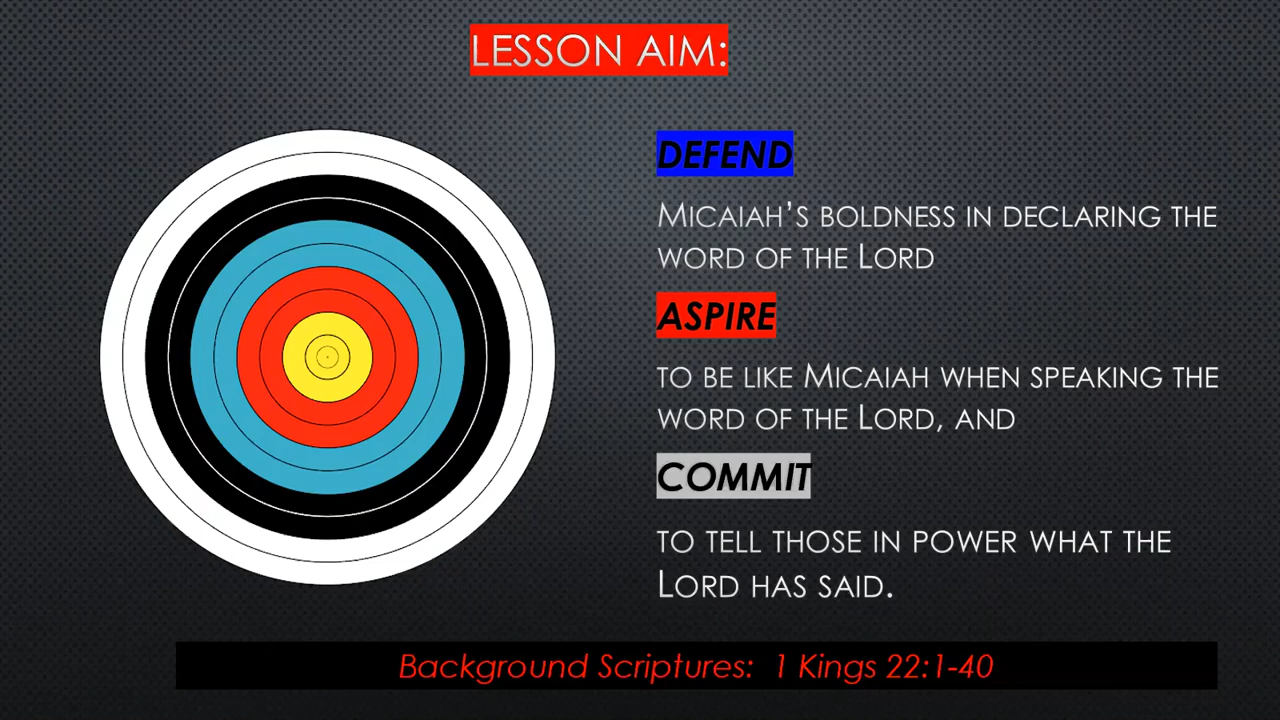 LESSON AIM:
DEFEND
MICAIAH'S BOLDNESS IN DECLARING THE
WORD OF THE LORD
ASPIRE
TO BE LIKE MICAIAH WHEN SPEAKING THE
WORD OF THE LORD, AND
COMMIT
TO TELL THOSE IN POWER WHAT THE
LORD HAS SAID.
Background Scriptures: 1 Kings 22:1-40